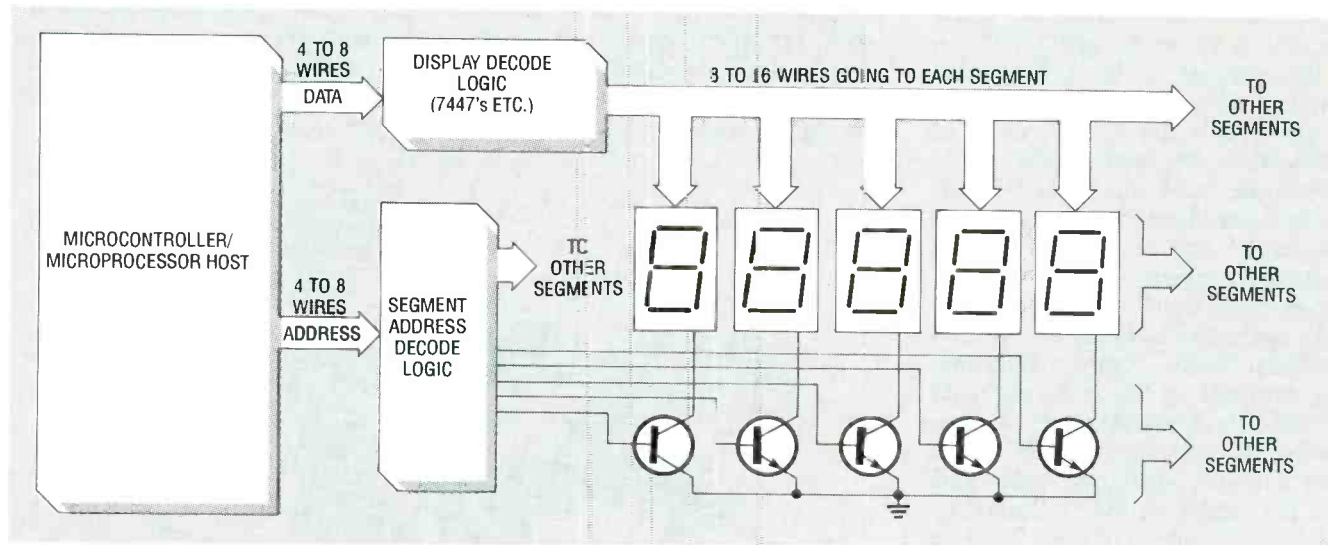 MICROCONTROLLER/
MICROPROCESSOR HOST
4 TO 8
WIRES
DATA
DISPLAY DECODE
LOGIC
(7447's ETC.)
3 TO 16 WIRES GOING TO EACH SEGMENT
TO
OTHER
SEGMENTS
4 TO 8
WIRES
ADDRESS
SEGMENT
ADDRESS
DECODE
LOGIC
TC
OTHER
SEGMENTS
TO
OTHER
SEGMENTS
TO
OTHER
SEGMENTS